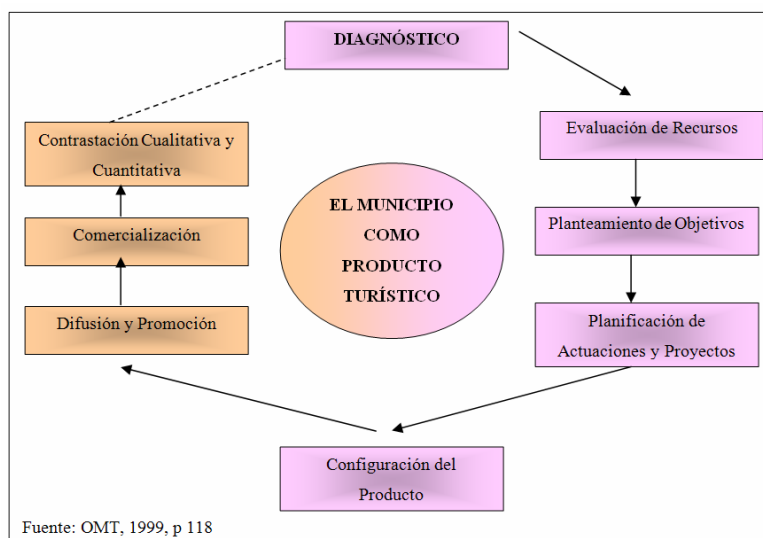 DIAGNÓSTICO
Evaluación de Recursos
Planteamiento de Objetivos
Planificación de
Actuaciones y Proyectos
Configuración del
Producto
Difusión y Promoción
Comercialización
Contrastación Cualitativa y
Cuantitativa
EL MUNICIPIO
COMO
PRODUCTO
TURÍSTICO
Fuente: OMT, 1999, p 118